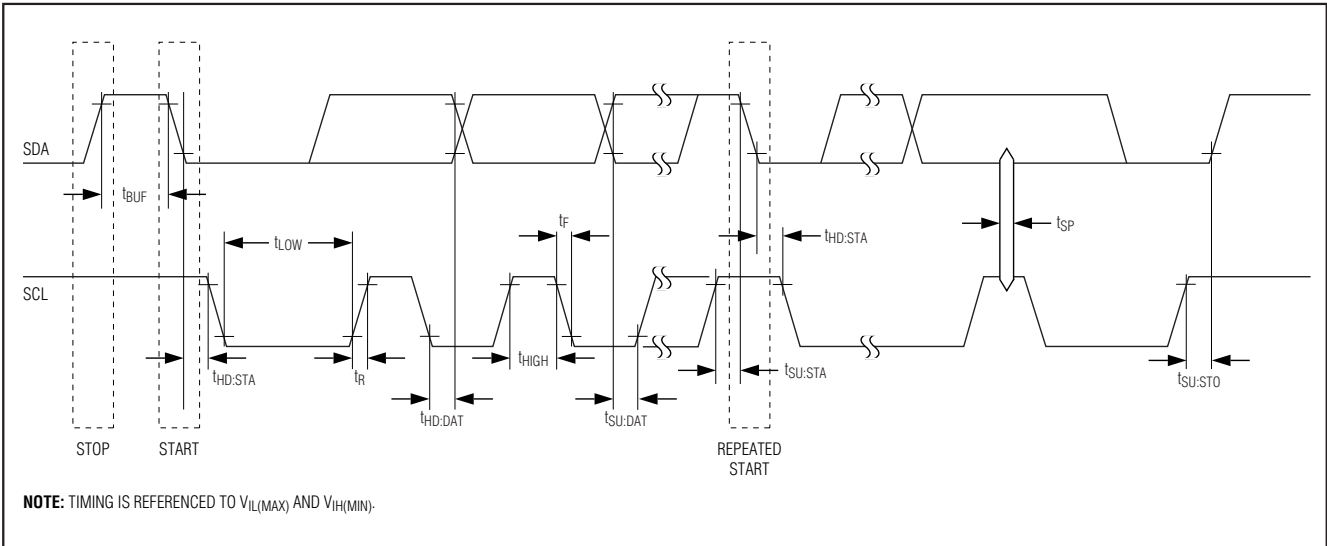 SDA
tBUF
tF
tHD:STA
tSP
tLOW
SCL
tHD:STA
tR
tHIGH
tSU:STA
tSU:STO
tHD:DAT
tSU:DAT
STOP
START
REPEATED
START
NOTE: TIMING IS REFERENCED TO VIL(MAX) AND VIH(MIN).